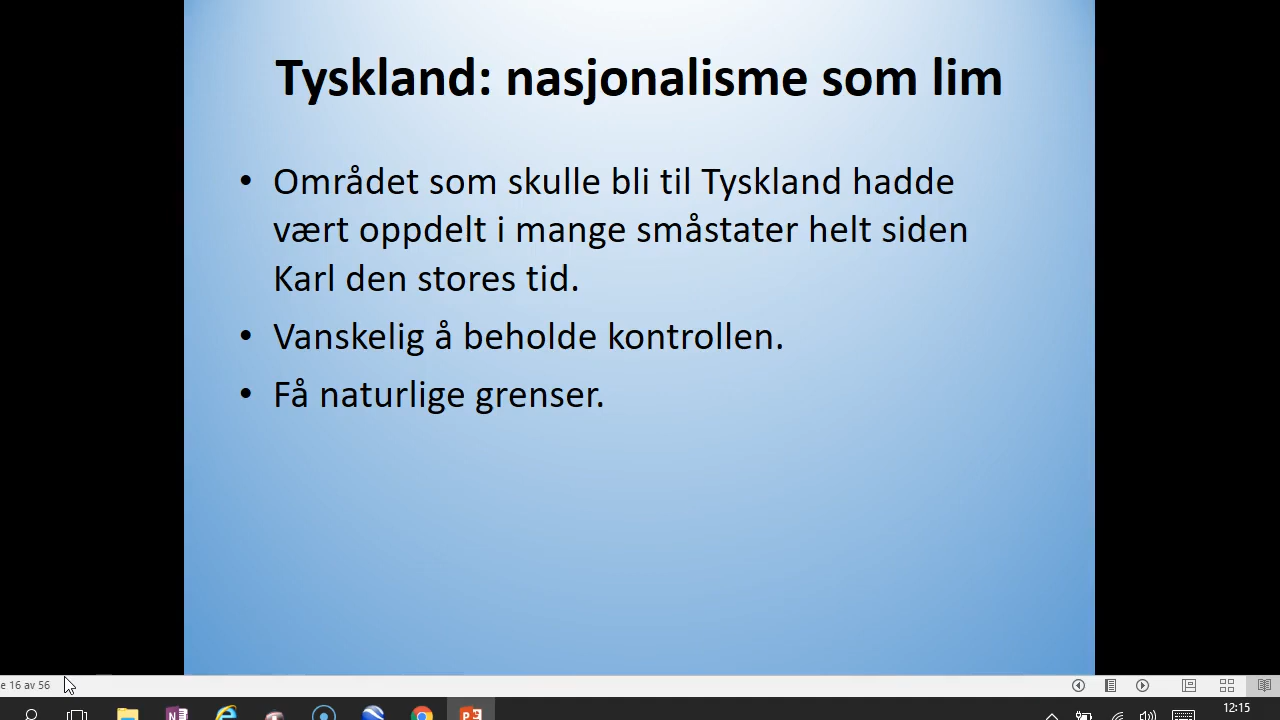 Tyskland: nasjonalisme som lim
• Området som skulle bli til Tyskland hadde
vært oppdelt i mange småstater helt siden
Karl den stores tid.
• Vanskelig å beholde kontrollen.
• Få naturlige grenser.
e 16 av 56
12:15